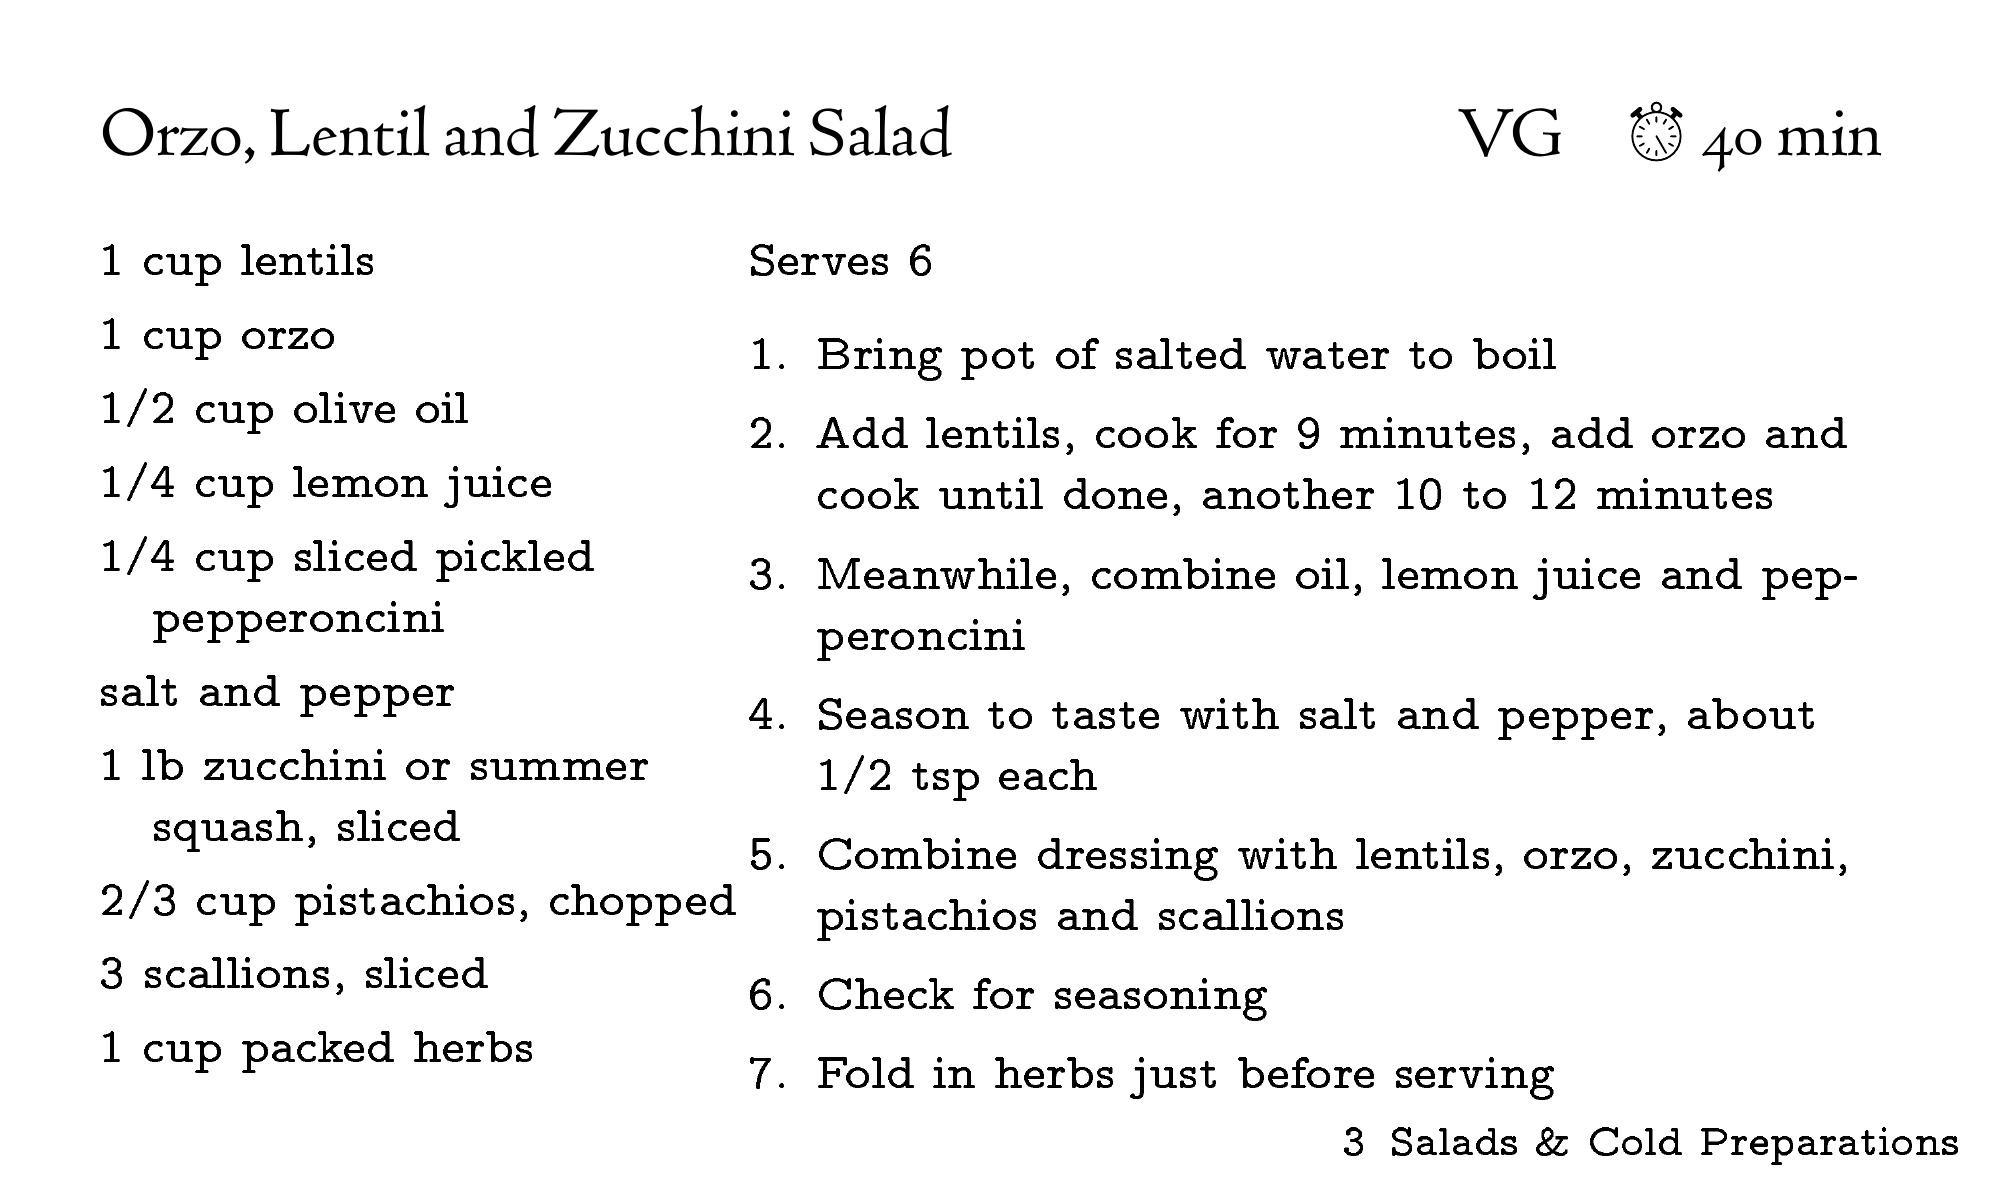 Orzo, Lentil and Zucchini Salad
VG 40 min
1 cup lentils
1 cup orzo
1/2 cup olive oil
1/4 cup lemon juice
1/4 cup sliced pickled
pepperoncini
salt and pepper
1 lb zucchini or summer
squash, sliced
2/3 cup pistachios, chopped
3 scallions, sliced
1 cup packed herbs
Serves 6
1. Bring pot of salted water to boil
2. Add lentils, cook for 9 minutes, add orzo and
cook until done, another 10 to 12 minutes
3. Meanwhile, combine oil, lemon juice and pep-
peroncini
4. Season to taste with salt and pepper, about
1/2 tsp each
5. Combine dressing with lentils, orzo, zucchini,
pistachios and scallions
6. Check for seasoning
7. Fold in herbs just before serving
3 Salads & Cold Preparations